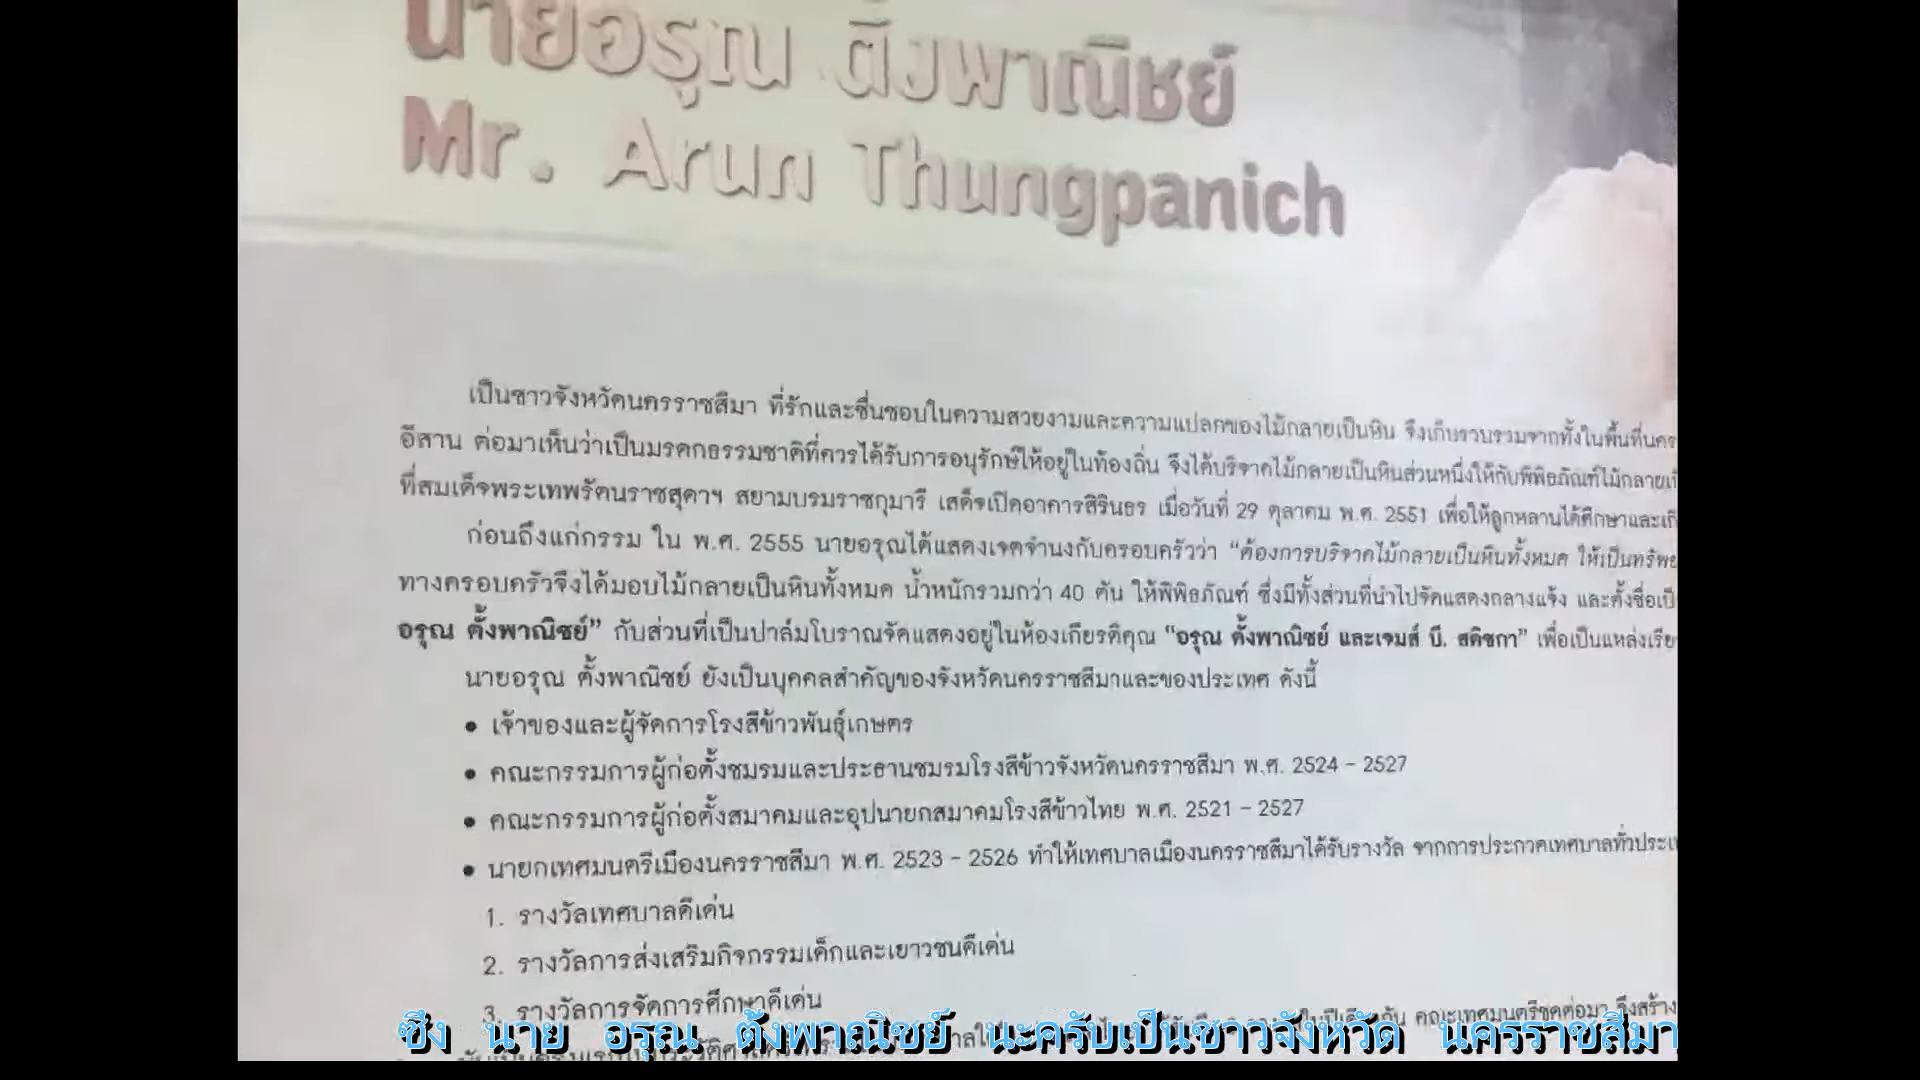 นายอรุณ ตั้งพาณิชย์
Mr. Arun Thungpanich
เป็นชาวจังหวัดนครราชสีมา ที่รักและชื่นชอบในความสวยงามและความแปลกของไม้กลายเป็นหิน จึงเก็บรวบรวมจากทั้งในพื้นที่นคร
อีสาน ต่อมาเห็นว่าเป็นมรดกธรรมชาติที่ควรได้รับการอนุรักษ์ให้อยู่ในท้องถิ่น จึงได้บริจาคไม้กลายเป็นหินส่วนหนึ่งให้กับพิพิธภัณฑ์ไม้กลายเป็
ที่สมเด็จพระเทพรัตนราชสุดาฯ สยามบรมราชกุมารี เสด็จเปิดอาคารสิรินธร เมื่อวันที่ 29 ตุลาคม พ.ศ. 2551 เพื่อให้ลูกหลานได้ศึกษาและ
ก่อนถึงแก่กรรม ใน พ.ศ. 2555 นายอรุณได้แสดงเจตจำนงกับครอบครัวว่า “ต้องการบริจาคไม้กลายเป็นหินทั้งหมด ให้เป็นทรัพย
ทางครอบครัวจึงได้มอบไม้กลายเป็นหินทั้งหมด น้ำหนักรวมกว่า 40 ตัน ให้พิพิธภัณฑ์ ซึ่งมีทั้งส่วนที่นำไปจัดแสดงกลางแจ้ง และตั้งชื่อเป็
อรุณ ตั้งพาณิชย์” กับส่วนที่เป็นปาล์มโบราณจัดแสดงอยู่ในห้องเกียรติคุณ “อรุณ ตั้งพาณิชย์ และเจมส์ บี. สติชกา” เพื่อเป็นแหล่งเรีย
นายอรุณ ตั้งพาณิชย์ ยังเป็นบุคคลสำคัญของจังหวัดนครราชสีมาและของประเทศ ดังนี้
• เจ้าของและผู้จัดการโรงสีข้าวพันธุ์เกษตร
• คณะกรรมการผู้ก่อตั้งชมรมและประธานชมรมโรงสีข้าวจังหวัดนครราชสีมา พ.ศ. 2524 - 2527
• คณะกรรมการผู้ก่อตั้งสมาคมและอุปนายกสมาคมโรงสีข้าวไทย พ.ศ. 2521 - 2527
• นายกเทศมนตรีเมืองนครราชสีมา พ.ศ. 2523 - 2526 ทำให้เทศบาลเมืองนครราชสีมาได้รับรางวัล จากการประกวดเทศบาลทั่วประเ
1. รางวัลเทศบาลดีเด่น
2. รางวัลการส่งเสริมกิจกรรมเด็กและเยาวชนดีเด่น
3. รางวัลการจัดการศึกษาดีเด่น
คณะเทศมนตรีชุดต่อมา จึงสร้าง
ซึ่ง นาย อรุณ ตั้งพาณิชย์ นะครับเป็นชาวจังหวัด นครราชสีมา